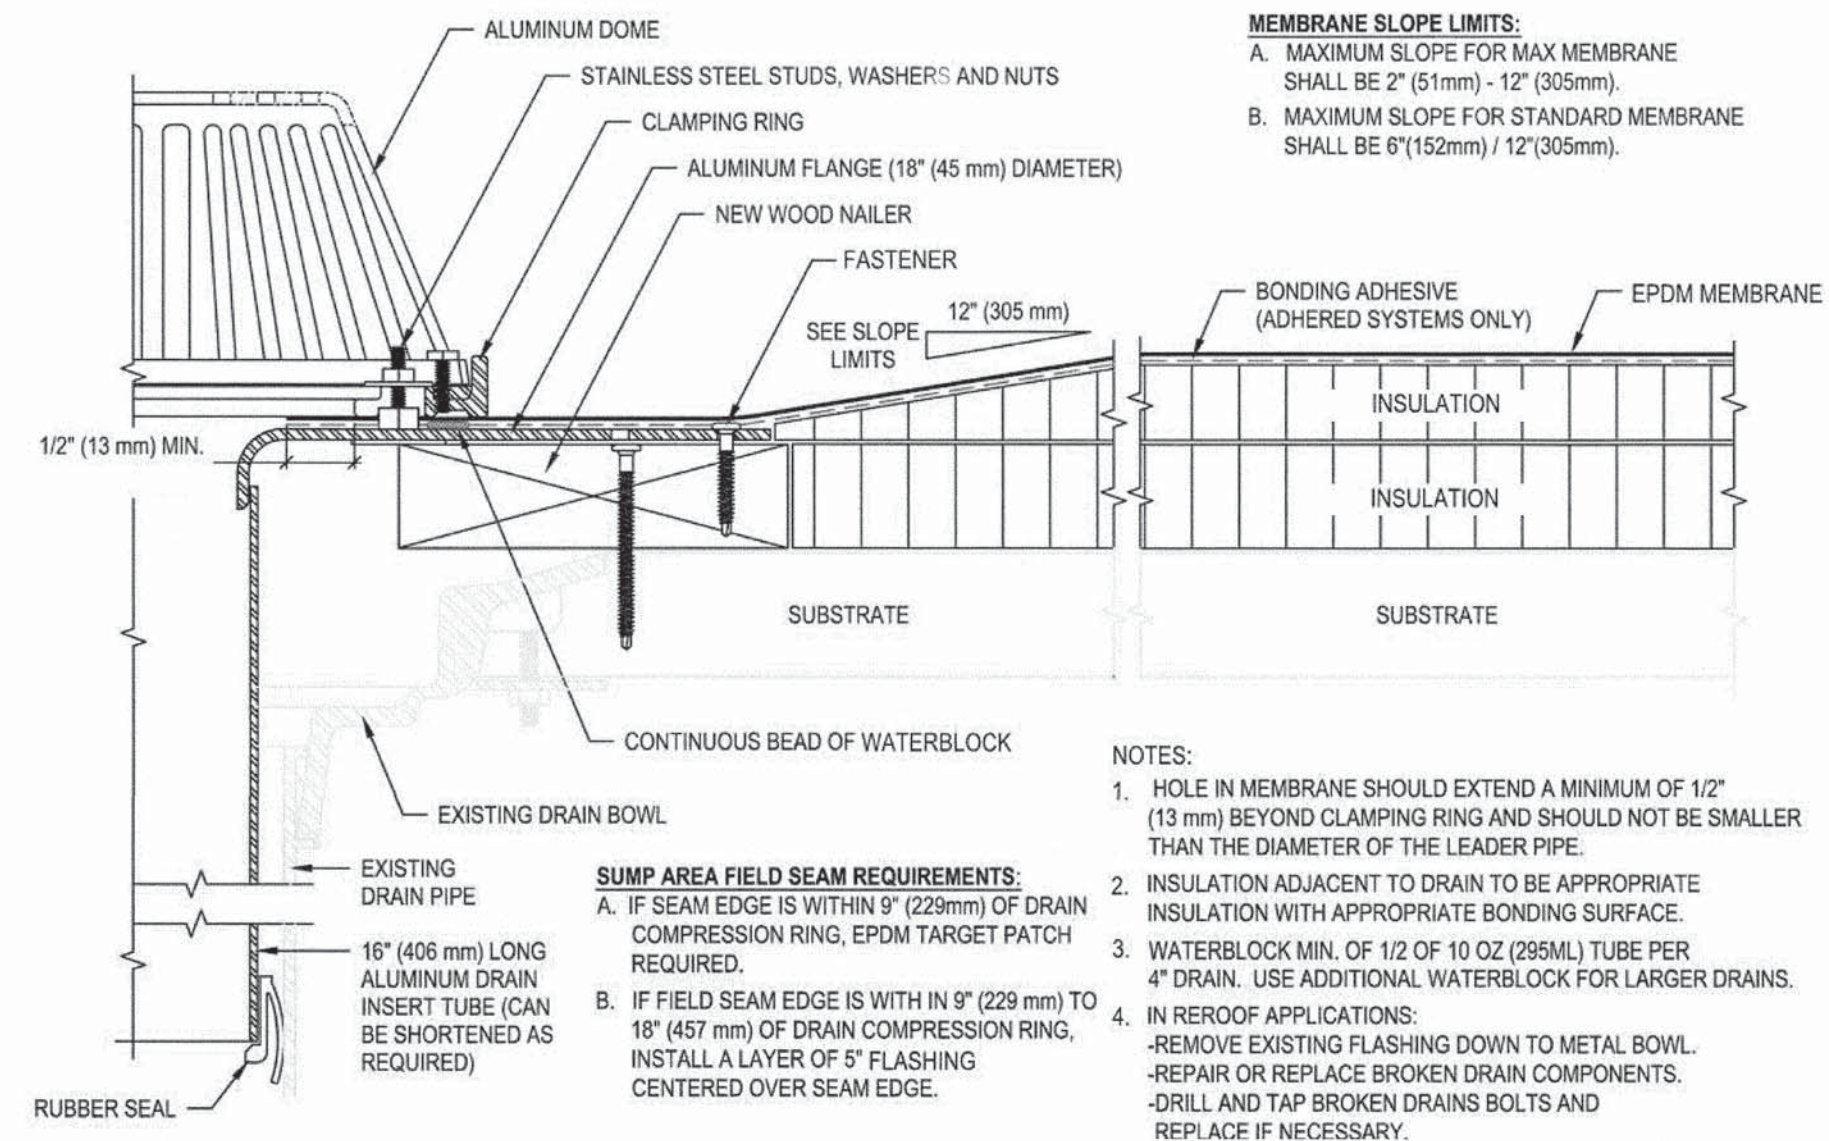 ALUMINUM DOME
STAINLESS STEEL STUDS, WASHERS AND NUTS
CLAMPING RING
ALUMINUM FLANGE (18" (45 mm) DIAMETER)
NEW WOOD NAILER
FASTENER
MEMBRANE SLOPE LIMITS:
A. MAXIMUM SLOPE FOR MAX MEMBRANE
SHALL BE 2" (51mm) - 12" (305mm).
B. MAXIMUM SLOPE FOR STANDARD MEMBRANE
SHALL BE 6"(152mm) / 12"(305mm).
12" (305 mm)
SEE SLOPE
LIMITS
BONDING ADHESIVE
(ADHERED SYSTEMS ONLY)
EPDM MEMBRANE
INSULATION
INSULATION
1/2" (13 mm) MIN.
SUBSTRATE
SUBSTRATE
CONTINUOUS BEAD OF WATERBLOCK
EXISTING DRAIN BOWL
EXISTING
DRAIN PIPE
16" (406 mm) LONG
ALUMINUM DRAIN
INSERT TUBE (CAN
BE SHORTENED AS
REQUIRED)
RUBBER SEAL
SUMP AREA FIELD SEAM REQUIREMENTS:
A. IF SEAM EDGE IS WITHIN 9" (229mm) OF DRAIN
COMPRESSION RING, EPDM TARGET PATCH
REQUIRED.
B. IF FIELD SEAM EDGE IS WITH IN 9" (229 mm) TO
18" (457 mm) OF DRAIN COMPRESSION RING,
INSTALL A LAYER OF 5" FLASHING
CENTERED OVER SEAM EDGE.
NOTES:
1. HOLE IN MEMBRANE SHOULD EXTEND A MINIMUM OF 1/2"
(13 mm) BEYOND CLAMPING RING AND SHOULD NOT BE SMALLER
THAN THE DIAMETER OF THE LEADER PIPE.
2. INSULATION ADJACENT TO DRAIN TO BE APPROPRIATE
INSULATION WITH APPROPRIATE BONDING SURFACE.
3. WATERBLOCK MIN. OF 1/2 OF 10 OZ (295ML) TUBE PER
4" DRAIN. USE ADDITIONAL WATERBLOCK FOR LARGER DRAINS.
4. IN REROOF APPLICATIONS:
-REMOVE EXISTING FLASHING DOWN TO METAL BOWL.
-REPAIR OR REPLACE BROKEN DRAIN COMPONENTS.
-DRILL AND TAP BROKEN DRAINS BOLTS AND
REPLACE IF NECESSARY.